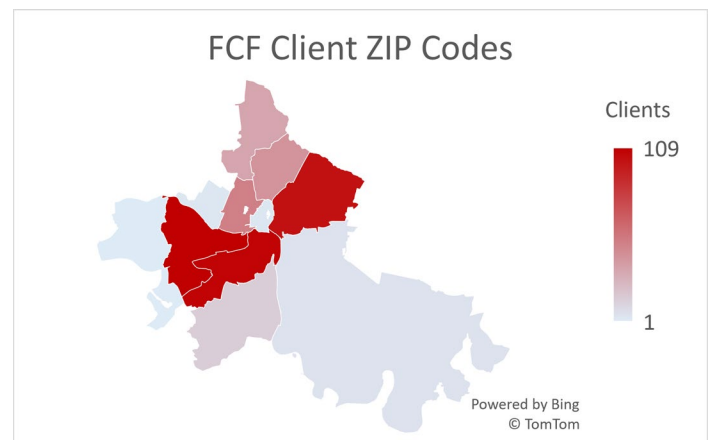 FCF Client ZIP Codes
Clients
109
1
Powered by Bing
© TomTom